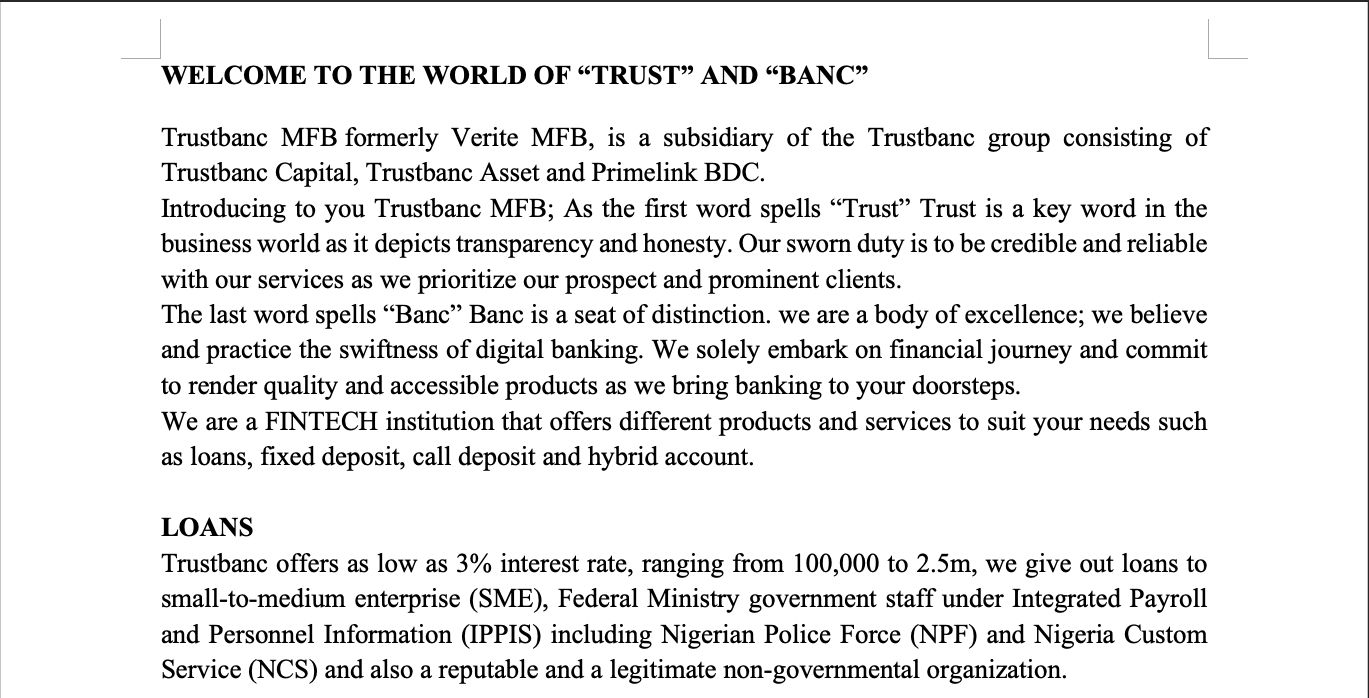 WELCOME TO THE WORLD OF “TRUST” AND “BANC”
Trustbanc MFB formerly Verite MFB, is a subsidiary of the Trustbanc group consisting of
Trustbanc Capital, Trustbanc Asset and Primelink BDC.
Introducing to you Trustbanc MFB; As the first word spells “Trust” Trust is a key word in the
business world as it depicts transparency and honesty. Our sworn duty is to be credible and reliable
with our services as we prioritize our prospect and prominent clients.
The last word spells “Banc” Banc is a seat of distinction. we are a body of excellence; we believe
and practice the swiftness of digital banking. We solely embark on financial journey and commit
to render quality and accessible products as we bring banking to your doorsteps.
We are a FINTECH institution that offers different products and services to suit your needs such
as loans, fixed deposit, call deposit and hybrid account.
LOANS
Trustbanc offers as low as 3% interest rate, ranging from 100,000 to 2.5m, we give out loans to
small-to-medium enterprise (SME), Federal Ministry government staff under Integrated Payroll
and Personnel Information (IPPIS) including Nigerian Police Force (NPF) and Nigeria Custom
Service (NCS) and also a reputable and a legitimate non-governmental organization.